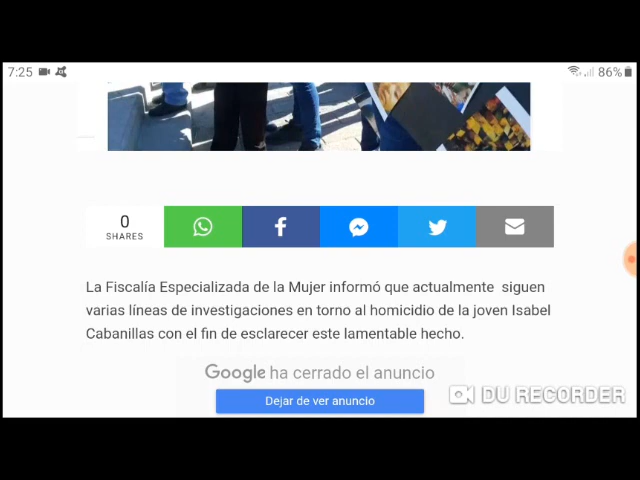 7:25
86%
0
SHARES
La Fiscalía Especializada de la Mujer informó que actualmente siguen
varias líneas de investigaciones en torno al homicidio de la joven Isabel
Cabanillas con el fin de esclarecer este lamentable hecho.
Google ha cerrado el anuncio
Dejar de ver anuncio
DU RECORDER